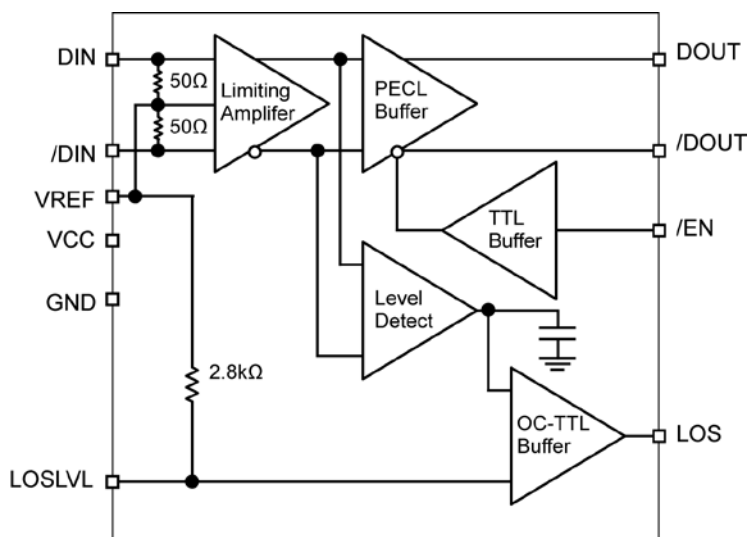 DIN
50Ω
50Ω
/DIN
VREF
VCC
GND
2.8kΩ
LOSLVL
Limiting
Amplifer
PECL
Buffer
TTL
Buffer
Level
Detect
OC-TTL
Buffer
DOUT
/DOUT
/EN
LOS